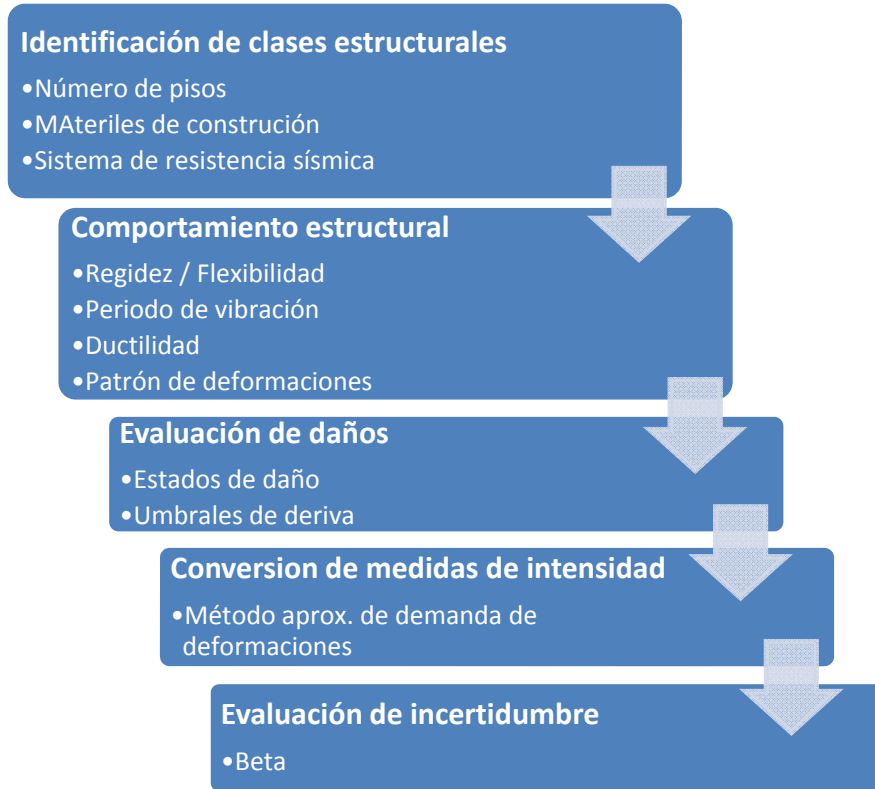 Identificación de clases estructurales
•Número de pisos
•MAteriles de construción
•Sistema de resistencia sísmica
Comportamiento estructural
•Regidez / Flexibilidad
•Periodo de vibración
•Ductilidad
•Patrón de deformaciones
Evaluación de daños
•Estados de daño
•Umbrales de deriva
Conversion de medidas de intensidad
•Método aprox. de demanda de
deformaciones
Evaluación de incertidumbre
•Beta